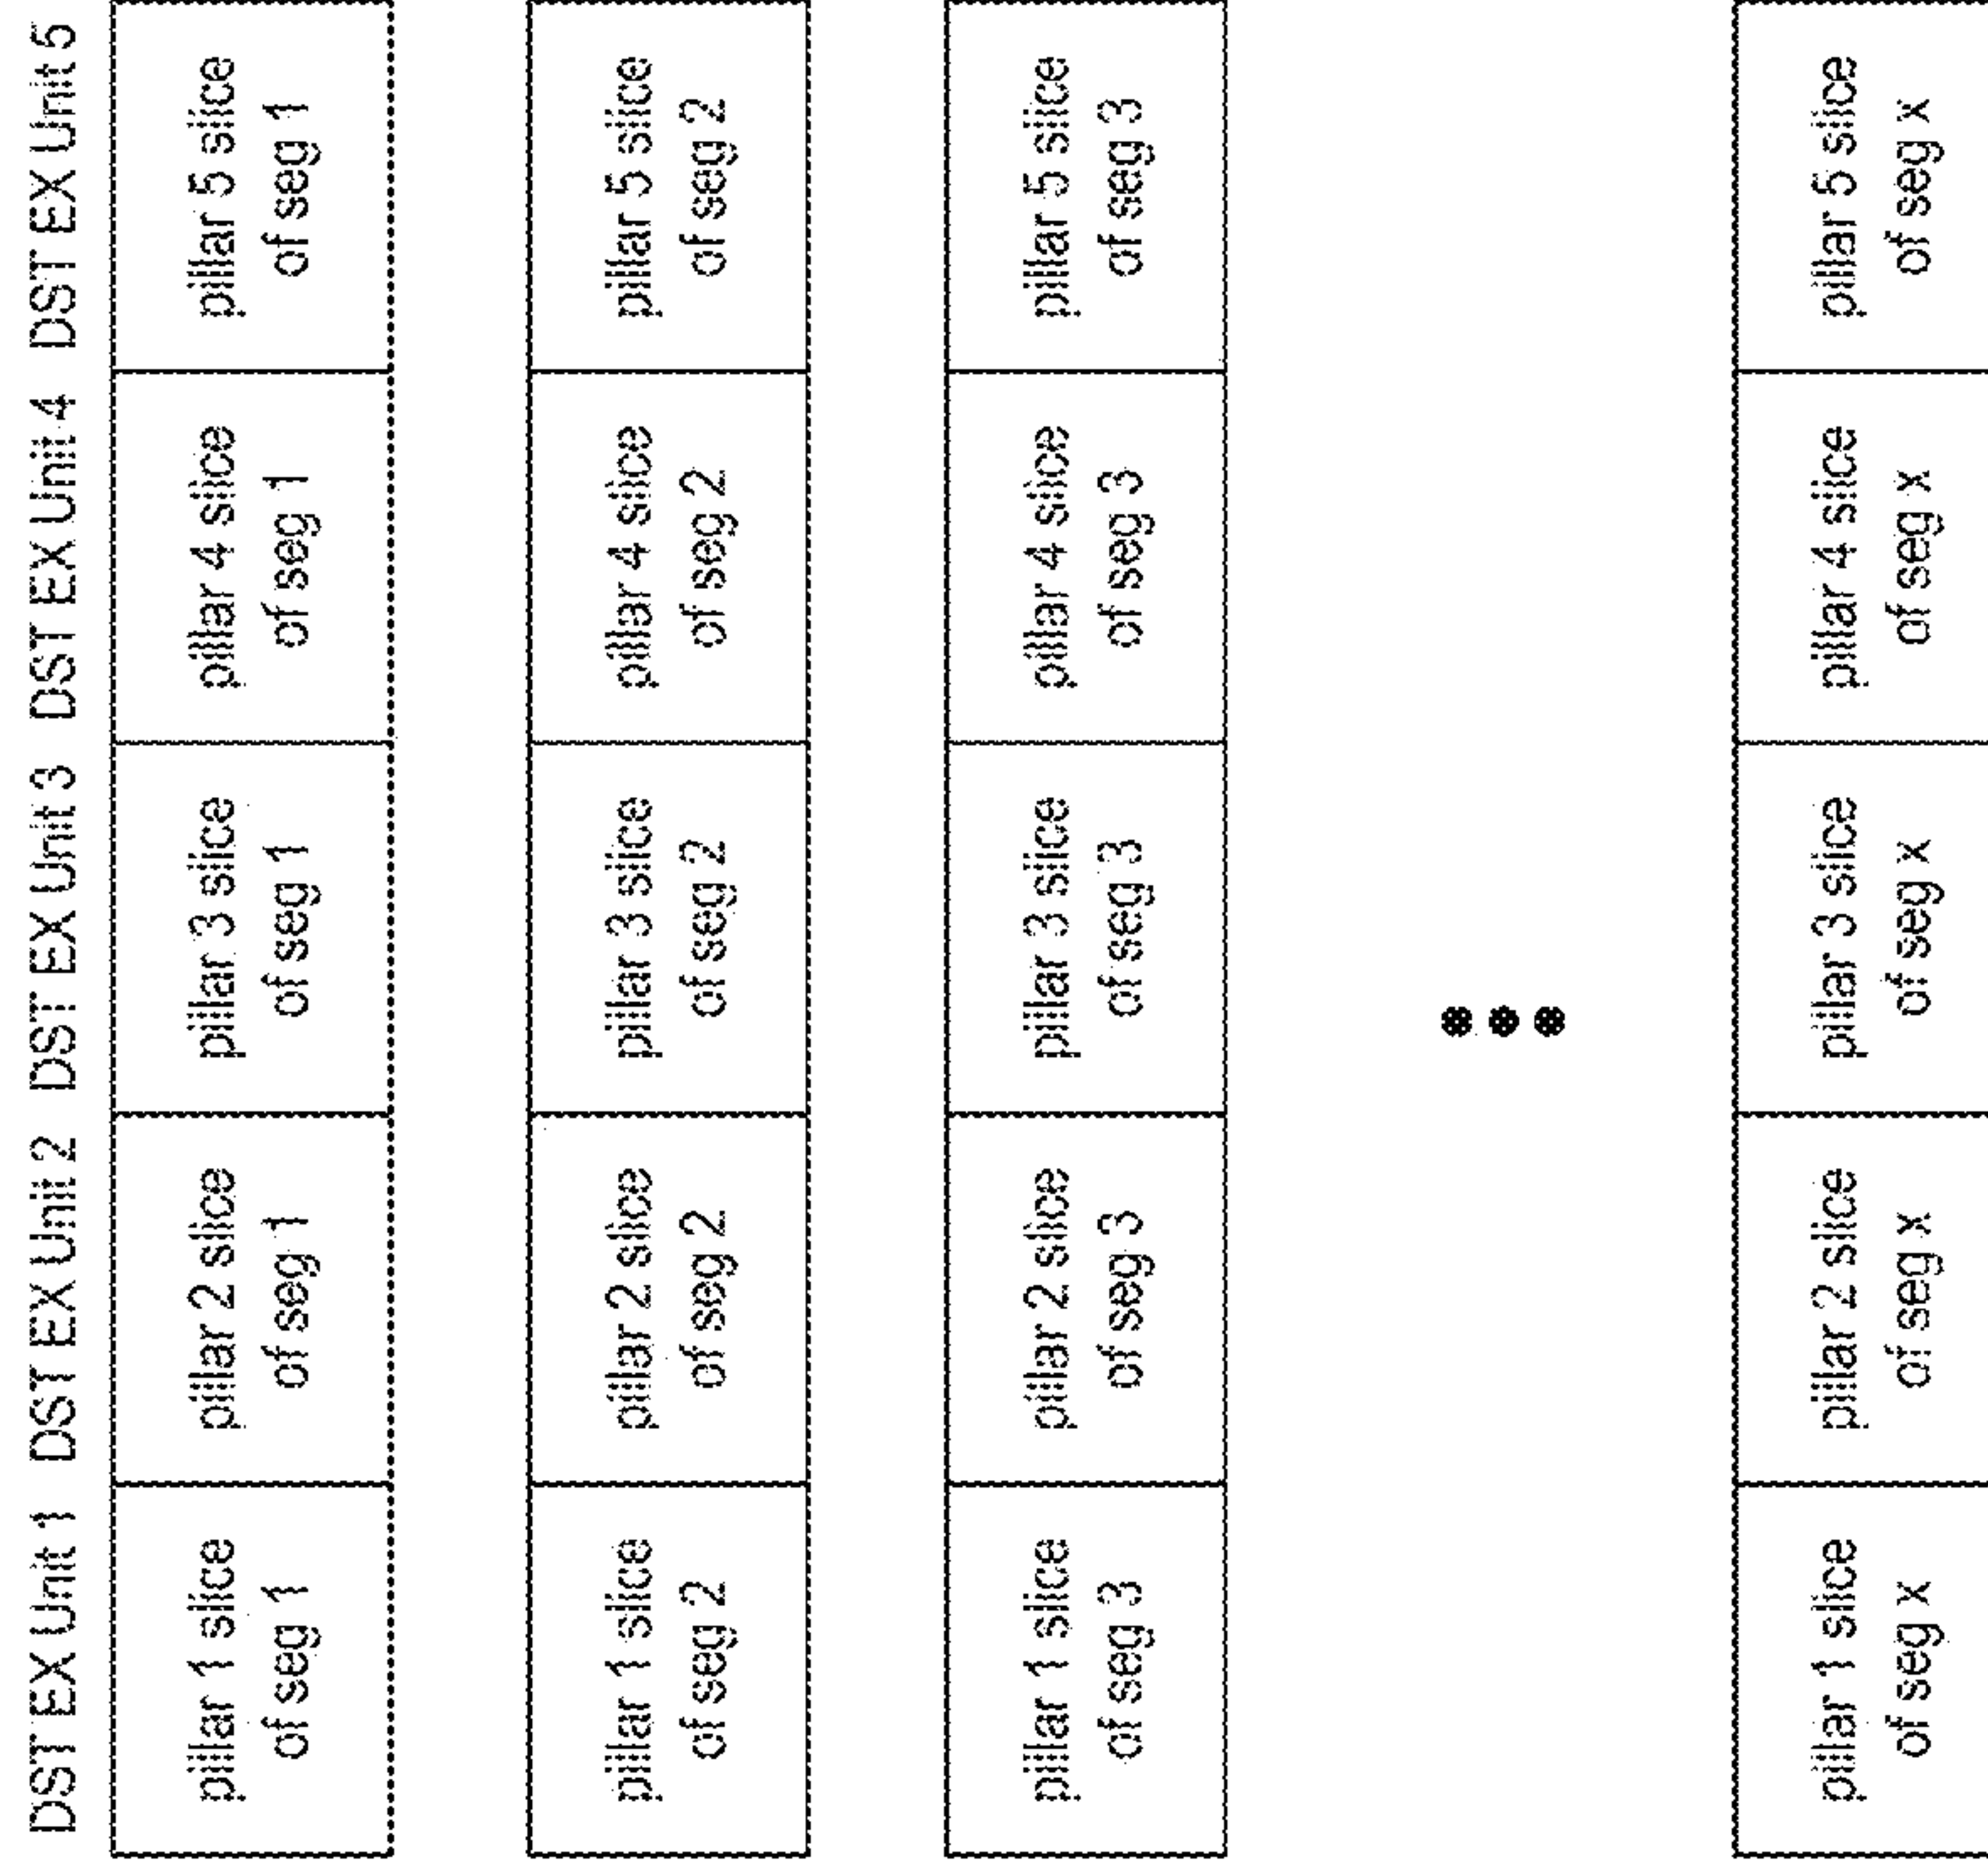 DST EX Unit 1 DST EX Unit 2 DST EX Unit 3 DST EX Unit 4 DST EX Unit 5
pillar 1 slice
of seg 1
pillar 2 slice
of seg 1
pillar 3 slice
of seg 1
pillar 4 slice
of seg 1
pillar 5 slice
of seg 1
pillar 1 slice
of seg 2
pillar 2 slice
of seg 2
pillar 3 slice
of seg 2
pillar 4 slice
of seg 2
pillar 5 slice
of seg 2
pillar 1 slice
of seg 3
pillar 2 slice
of seg 3
pillar 3 slice
of seg 3
pillar 4 slice
of seg 3
pillar 5 slice
of seg 3
pillar 1 slice
of seg x
pillar 2 slice
of seg x
pillar 3 slice
of seg x
pillar 4 slice
of seg x
pillar 5 slice
of seg x